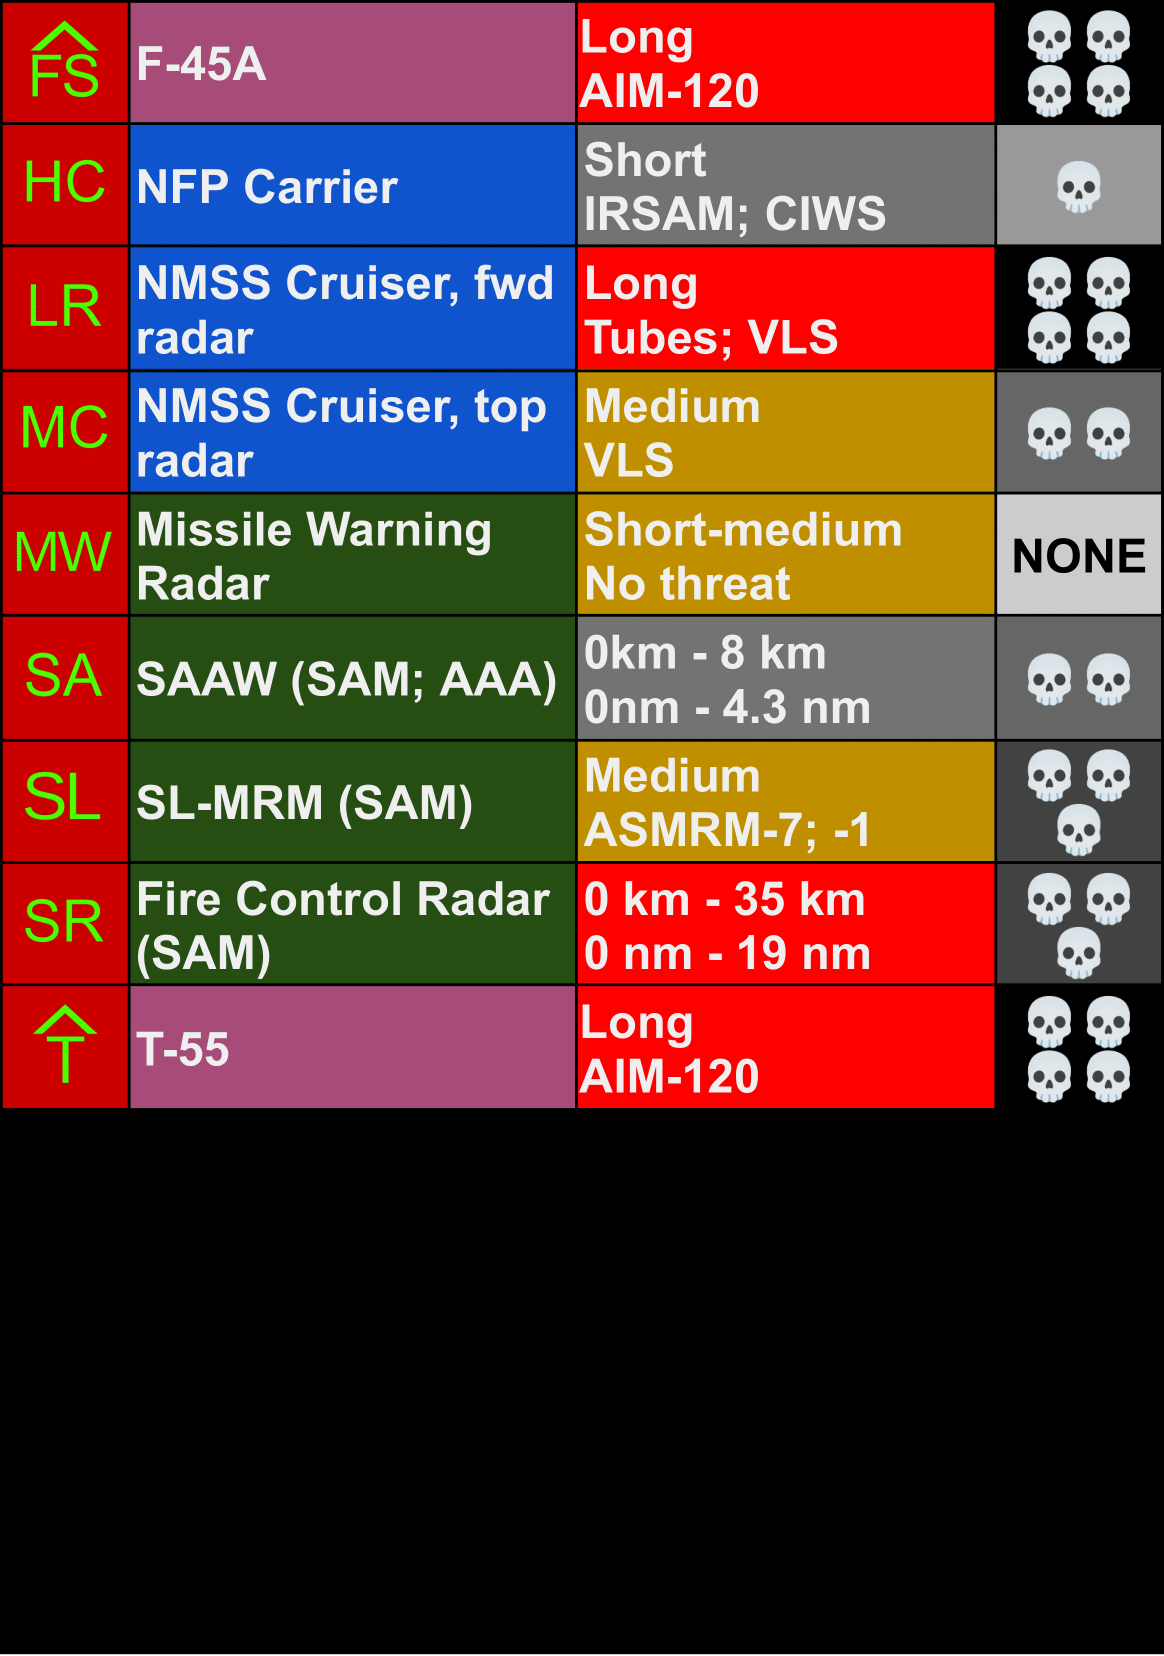 FS
F-45A
Long
AIM-120
HC
NFP Carrier
Short
IRSAM; CIWS
LR
NMSS Cruiser, fwd
radar
Long
Tubes; VLS
MC
NMSS Cruiser, top
radar
Medium
VLS
MW
Missile Warning
Radar
Short-medium
No threat
NONE
SA
SAAW (SAM; AAA)
0km - 8 km
0nm - 4.3 nm
SL
SL-MRM (SAM)
Medium
ASMRM-7; -1
SR
Fire Control Radar
(SAM)
0 km - 35 km
0 nm - 19 nm
T
T-55
Long
AIM-120